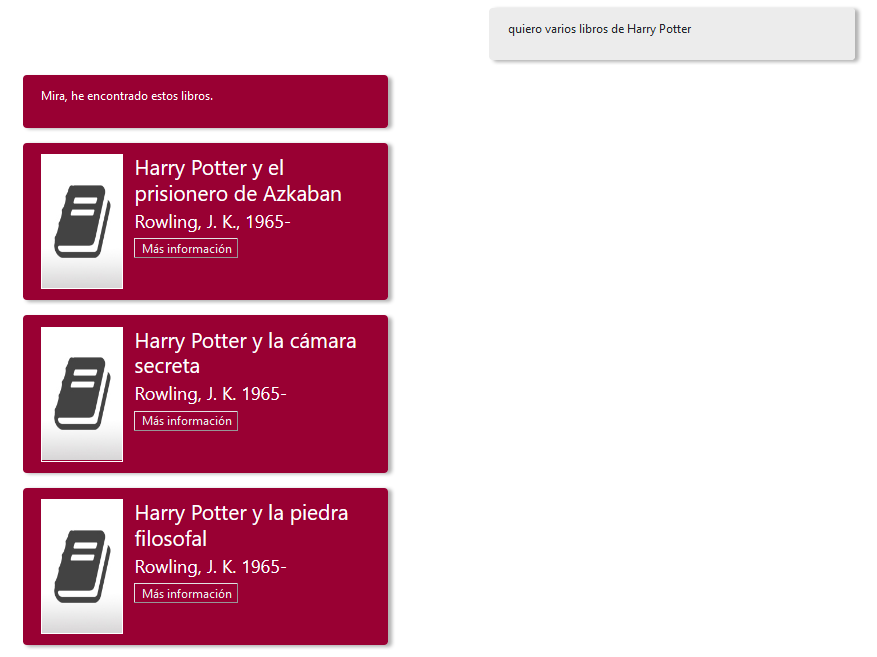 quiero varios libros de Harry Potter
Mira, he encontrado estos libros.
Harry Potter y el
prisionero de Azkaban
Rowling, J. K., 1965-
Más información
Harry Potter y la cámara
secreta
Rowling, J. K. 1965-
Más información
Harry Potter y la piedra
filosofal
Rowling, J. K. 1965-
Más información